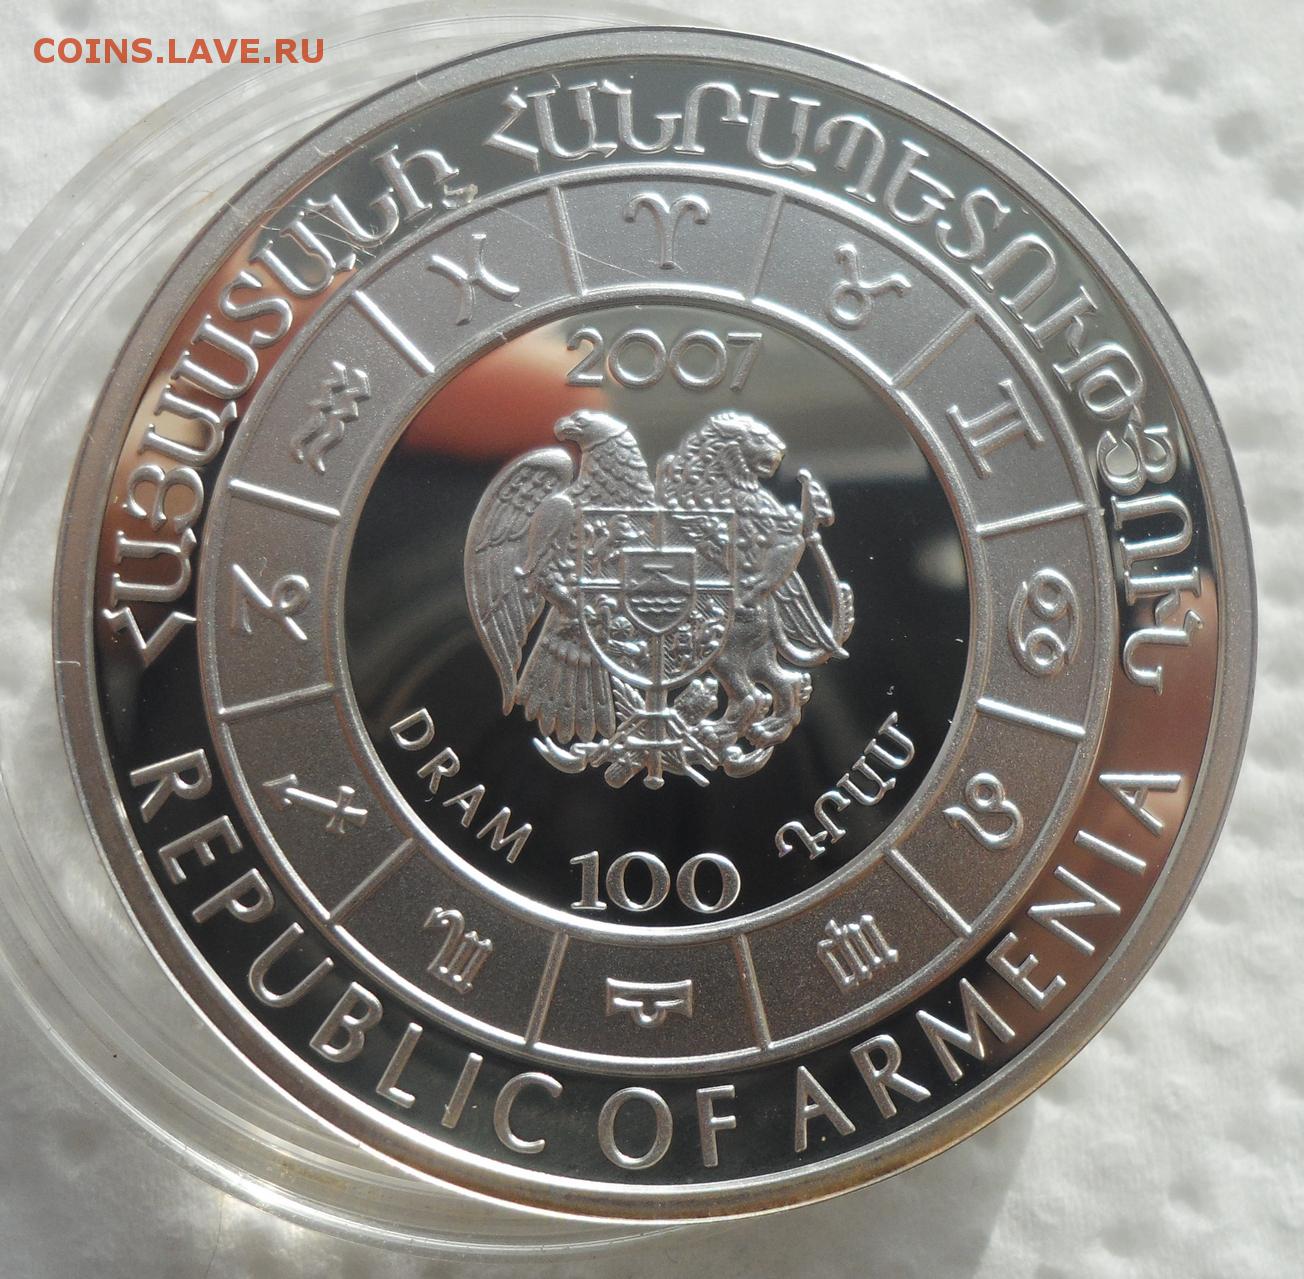 COINS.LAVE.RU
ՀԱՅԱՍՏԱՆԻ ՀԱՆՐԱՊԵՏՈՒԹՅՈՒՆ
2007
DRAM 100 ԴՐԱՄ
REPUBLIC OF ARMENIA